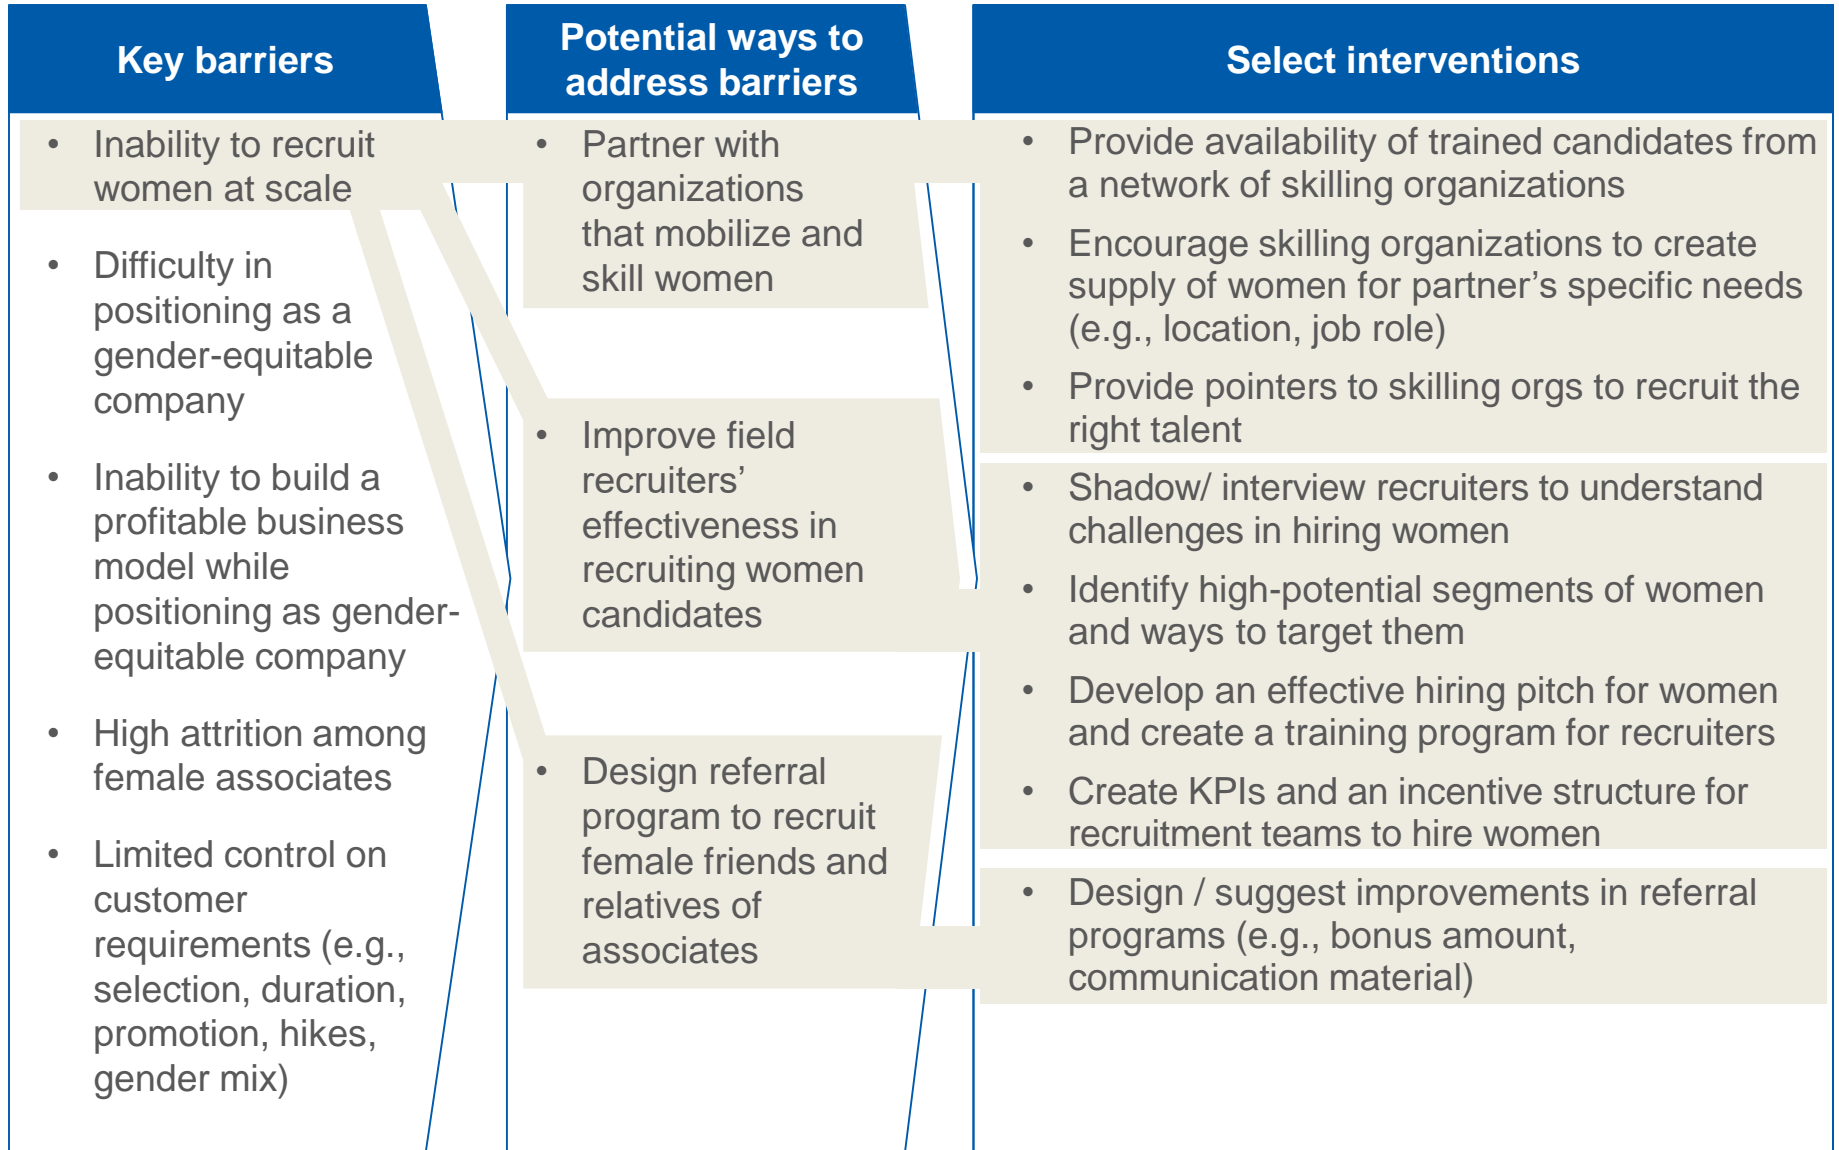 Key barriers
• Inability to recruit
women at scale
• Difficulty in
positioning as a
gender-equitable
company
• Inability to build a
profitable business
model while
positioning as gender-
equitable company
• High attrition among
female associates
• Limited control on
customer
requirements (e.g.,
selection, duration,
promotion, hikes,
gender mix)
Potential ways to
address barriers
• Partner with
organizations
that mobilize and
skill women
• Improve field
recruiters’
effectiveness in
recruiting women
candidates
• Design referral
program to recruit
female friends and
relatives of
associates
Select interventions
• Provide availability of trained candidates from
a network of skilling organizations
• Encourage skilling organizations to create
supply of women for partner’s specific needs
(e.g., location, job role)
• Provide pointers to skilling orgs to recruit the
right talent
• Shadow/ interview recruiters to understand
challenges in hiring women
• Identify high-potential segments of women
and ways to target them
• Develop an effective hiring pitch for women
and create a training program for recruiters
• Create KPIs and an incentive structure for
recruitment teams to hire women
• Design / suggest improvements in referral
programs (e.g., bonus amount,
communication material)